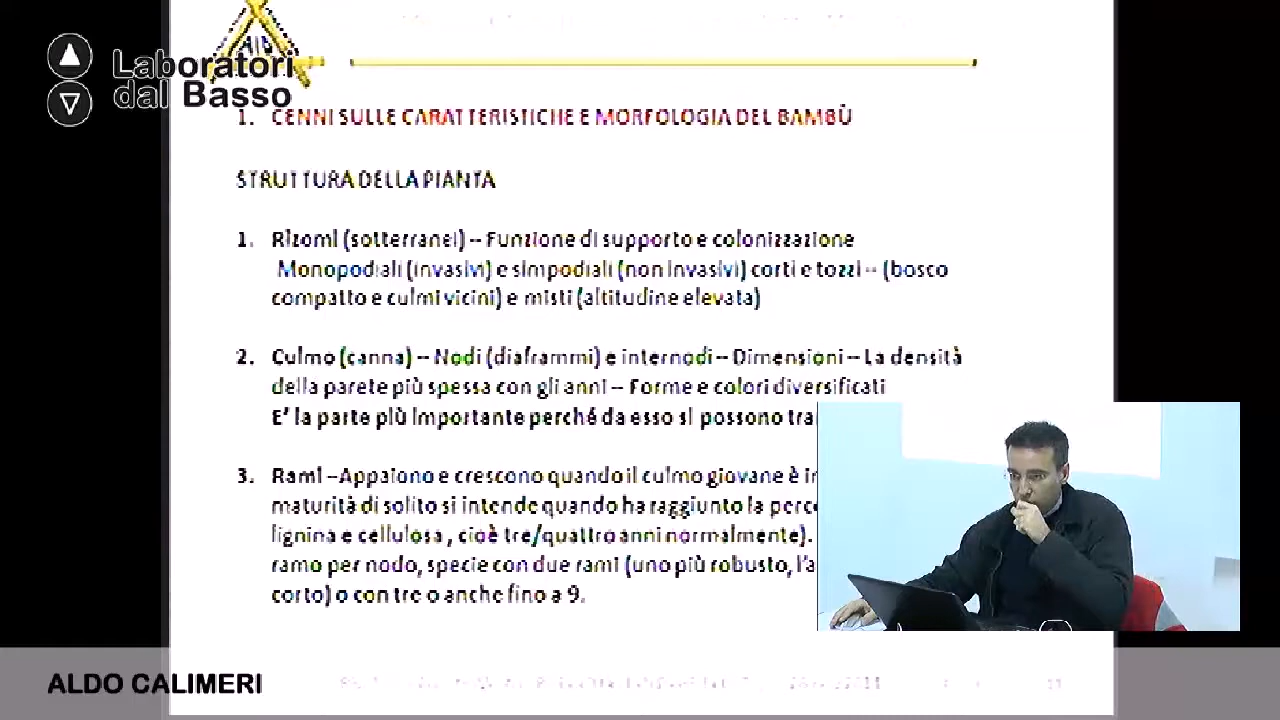 Laboratori
dal Basso
1. CENNI SULLE CARATTERISTICHE E MORFOLOGIA DEL BAMBÙ
STRUTTURA DELLA PIANTA
1. Rizomi (sotterranei) – Funzione di supporto e colonizzazione
Monopodiali (invasivi) e simpodiali (non invasivi) corti e tozzi – (bosco
compatto e culmi vicini) e misti (altitudine elevata)
2. Culmo (canna) – Nodi (diaframmi) e internodi – Dimensioni – La densità
della parete più spessa con gli anni – Forme e colori diversificati
E' la parte più importante perché da esso si possono
3. Rami –Appaiono e crescono quando il culmo giovane è
maturità di solito si intende quando ha raggiunto la
lignina e cellulosa , cioè tre/quattro anni normalmente).
ramo per nodo, specie con due rami (uno più robusto,
corto) o con tre o anche fino a 9.
ALDO CALIMERI